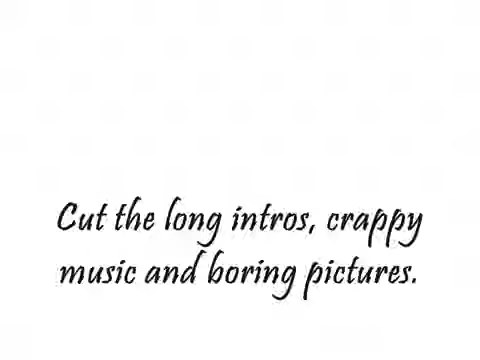 Cut the long intros, crappy
music and boring pictures.